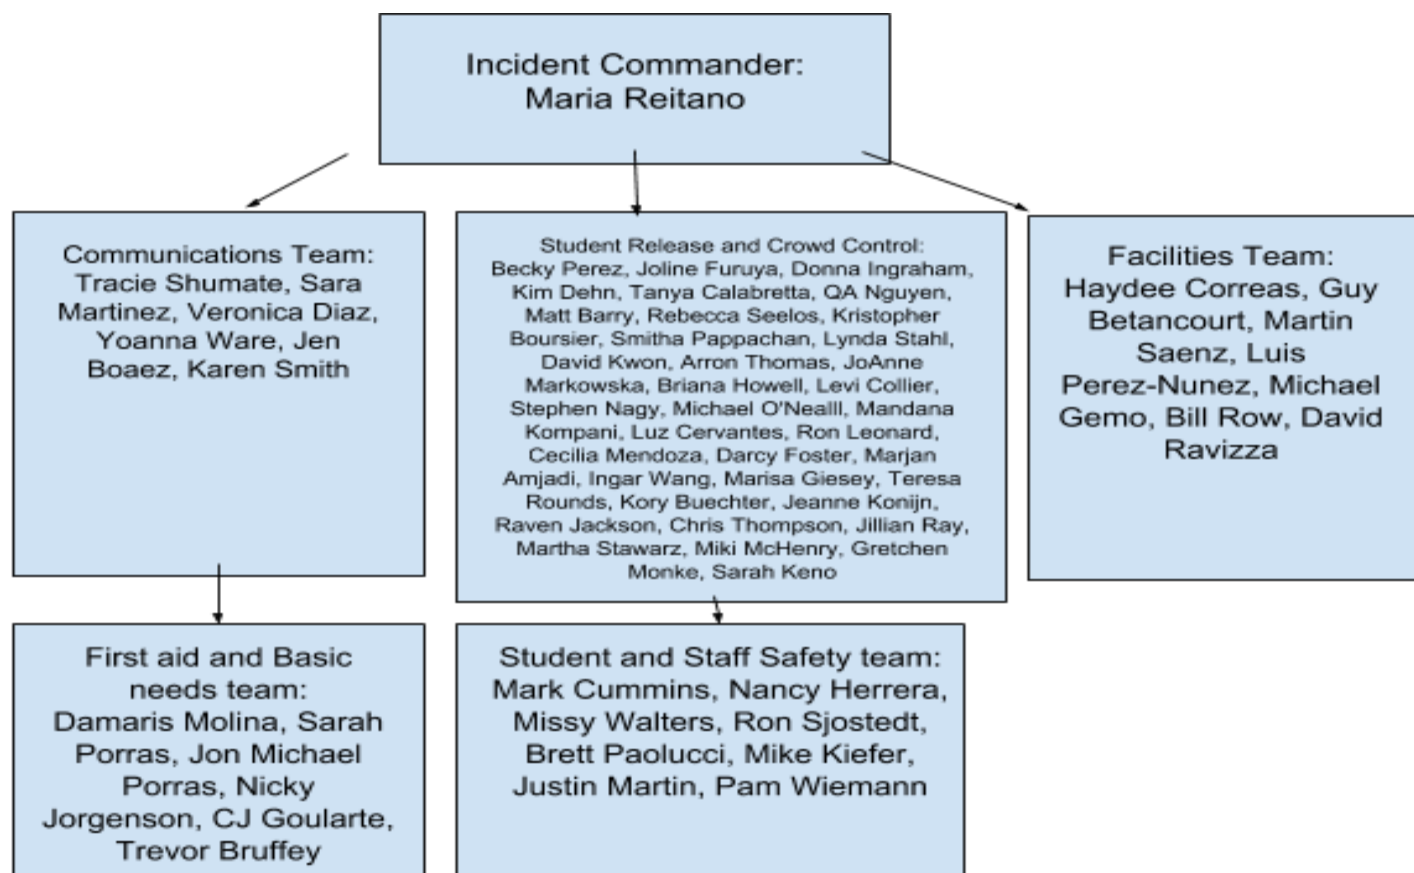 Incident Commander:
Maria Reitano
Communications Team:
Tracie Shumate, Sara
Martinez, Veronica Diaz,
Yoanna Ware, Jen
Boaez, Karen Smith
Student Release and Crowd Control:
Becky Perez, Joline Furuya, Donna Ingraham,
Kim Dehn, Tanya Calabretta, QA Nguyen,
Matt Barry, Rebecca Seelos, Kristopher
Boursier, Smitha Pappachan, Lynda Stahl,
David Kwon, Arron Thomas, JoAnne
Markowska, Briana Howell, Levi Collier,
Stephen Nagy, Michael O'Nealll, Mandana
Kompani, Luz Cervantes, Ron Leonard,
Cecilia Mendoza, Darcy Foster, Marjan
Amjadi, Ingar Wang, Marisa Giesey, Teresa
Rounds, Kory Buechter, Jeanne Konijn,
Raven Jackson, Chris Thompson, Jillian Ray,
Martha Stawarz, Miki McHenry, Gretchen
Monke, Sarah Keno
Facilities Team:
Haydee Correas, Guy
Betancourt, Martin
Saenz, Luis
Perez-Nunez, Michael
Gemo, Bill Row, David
Ravizza
First aid and Basic
needs team:
Damaris Molina, Sarah
Porras, Jon Michael
Porras, Nicky
Jorgenson, CJ Goularte,
Trevor Bruffey
Student and Staff Safety team:
Mark Cummins, Nancy Herrera,
Missy Walters, Ron Sjostedt,
Brett Paolucci, Mike Kiefer,
Justin Martin, Pam Wiemann